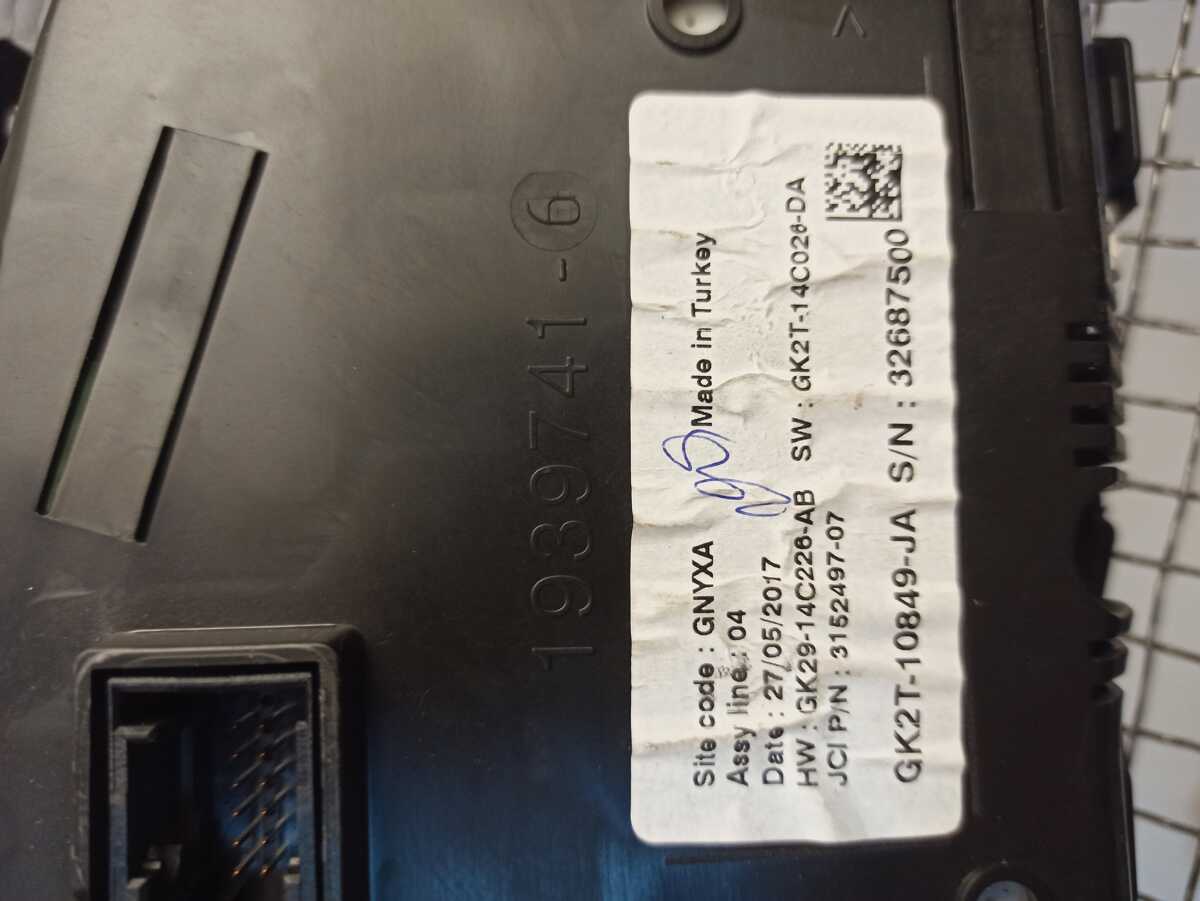 1939741-6
Site code : GNYXA Made in Turkey
Assy line : 04
Date : 27/05/2017
HW : GK29-14C226-AB SW : GK2T-14C026-DA
JCI P/N : 3152497-07
GK2T-10849-JA S/N : 32687500